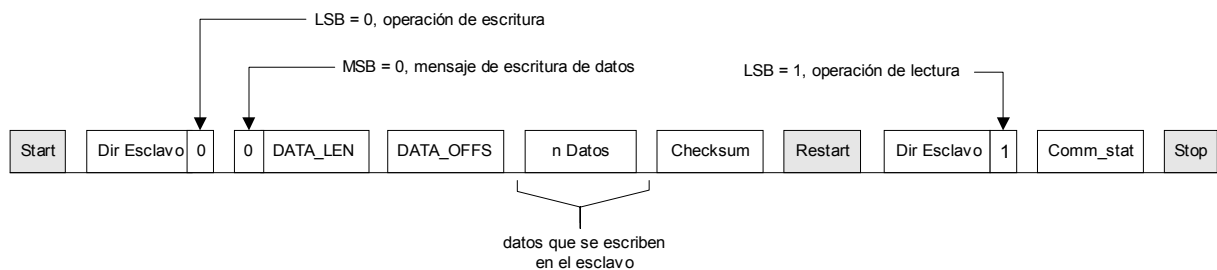 LSB = 0, operación de escritura
MSB = 0, mensaje de escritura de datos
LSB = 1, operación de lectura
Start
Dir Esclavo 0
0 DATA_LEN
DATA_OFFS
n Datos
Checksum
Restart
Dir Esclavo 1
Comm_stat
Stop
datos que se escriben
en el esclavo